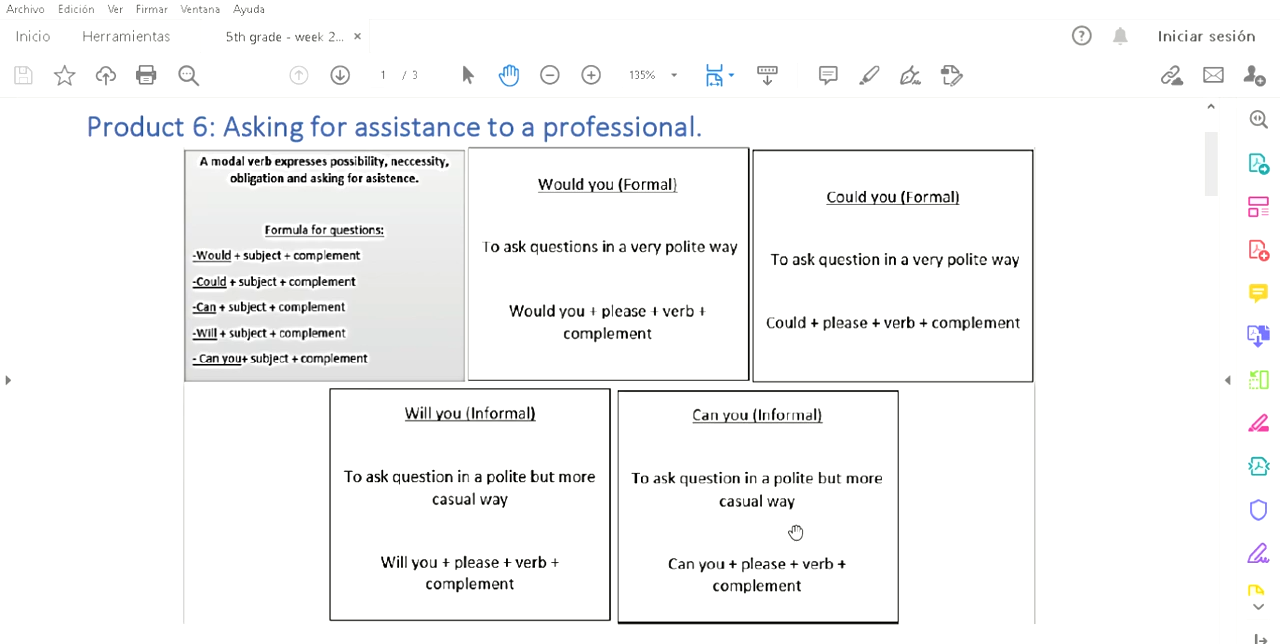 Archivo Edición Ver Firmar Ventana Ayuda
Inicio Herramientas 5th grade - week 2... × Iniciar sesión
1 / 3 135%
Product 6: Asking for assistance to a professional.
A modal verb expresses possibility, neccessity,
obligation and asking for asistence.
Formula for questions:
-Would + subject + complement
-Could + subject + complement
-Can + subject + complement
-Will + subject + complement
- Can you+ subject + complement
Would you (Formal)
To ask questions in a very polite way
Would you + please + verb +
complement
Could you (Formal)
To ask question in a very polite way
Could + please + verb + complement
Will you (Informal)
To ask question in a polite but more
casual way
Will you + please + verb +
complement
Can you (Informal)
To ask question in a polite but more
casual way
Can you + please + verb +
complement